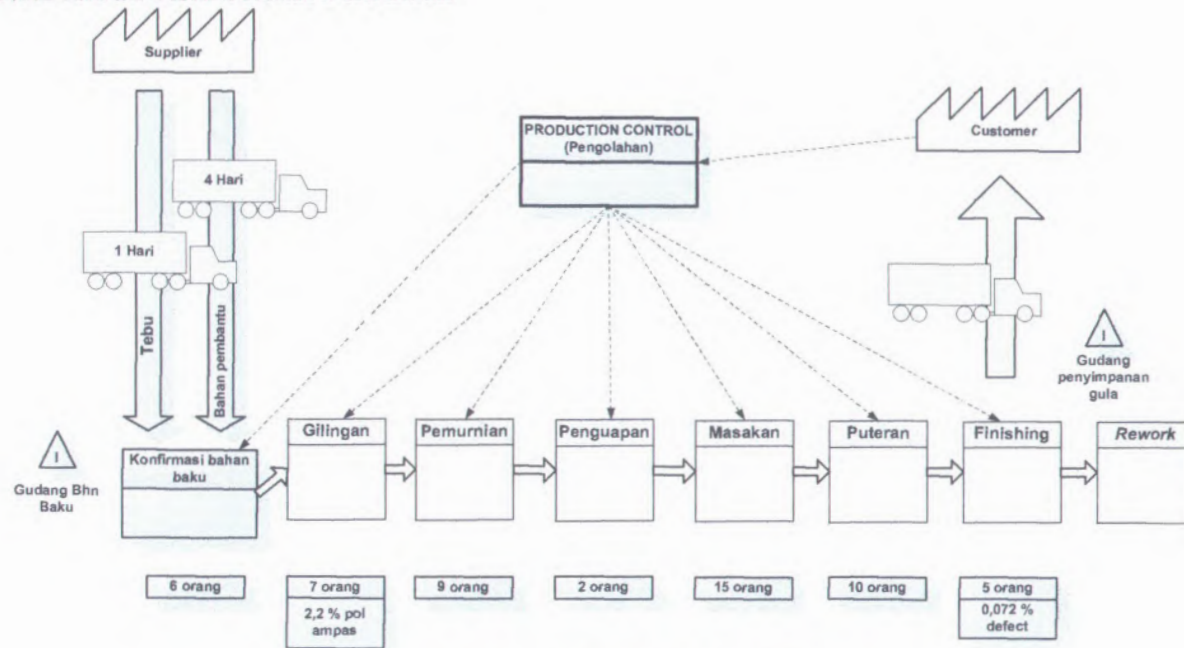 Supplier
4 Hari
1 Hari
Tebu
Bahan pembantu
PRODUCTION CONTROL
(Pengolahan)
Customer
I
Gudang
penyimpanan
gula
I
Gudang Bhn
Baku
Konfirmasi bahan
baku
Gilingan
Pemurnian
Penguapan
Masakan
Puteran
Finishing
Rework
6 orang
7 orang
9 orang
2 orang
15 orang
10 orang
5 orang
2,2 % pol
ampas
0,072 %
defect